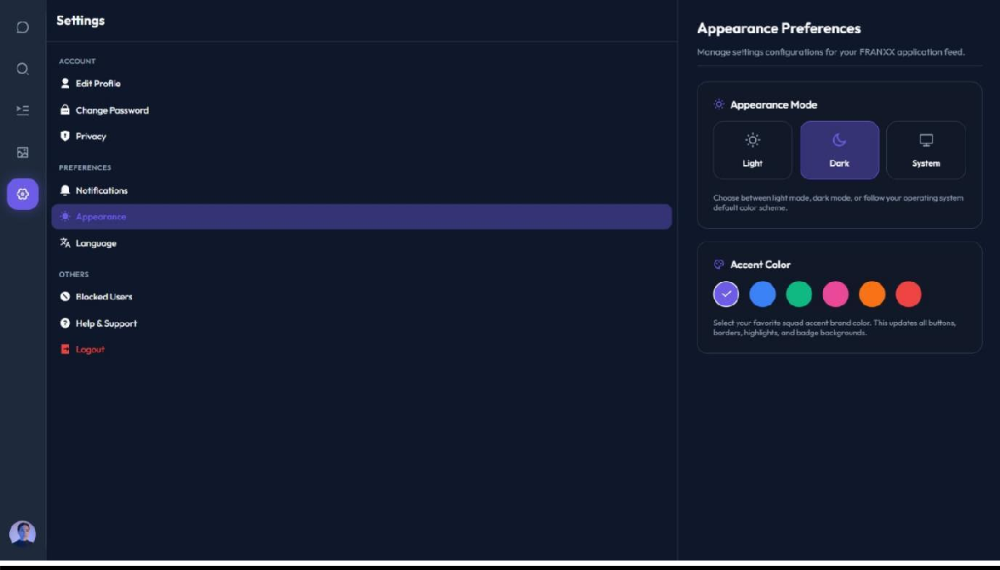 Settings
ACCOUNT
Edit Profile
Change Password
Privacy
PREFERENCES
Notifications
Appearance
Language
OTHERS
Blocked Users
Help & Support
Logout
Appearance Preferences
Manage settings configurations for your FRANXX application feed.
Appearance Mode
Light
Dark
System
Choose between light mode, dark mode, or follow your operating system
default color scheme.
Accent Color
Select your favorite squad accent brand color. This updates all buttons,
borders, highlights, and badge backgrounds.